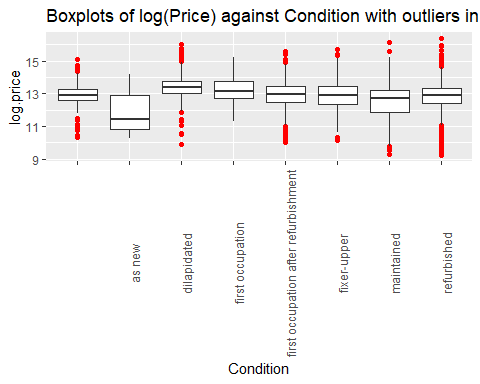 Boxplots of log(Price) against Condition with outliers in
log.price
15
13
11
9
as new
dilapidated
first occupation
first occupation after refurbishment
fixer-upper
maintained
refurbished
Condition